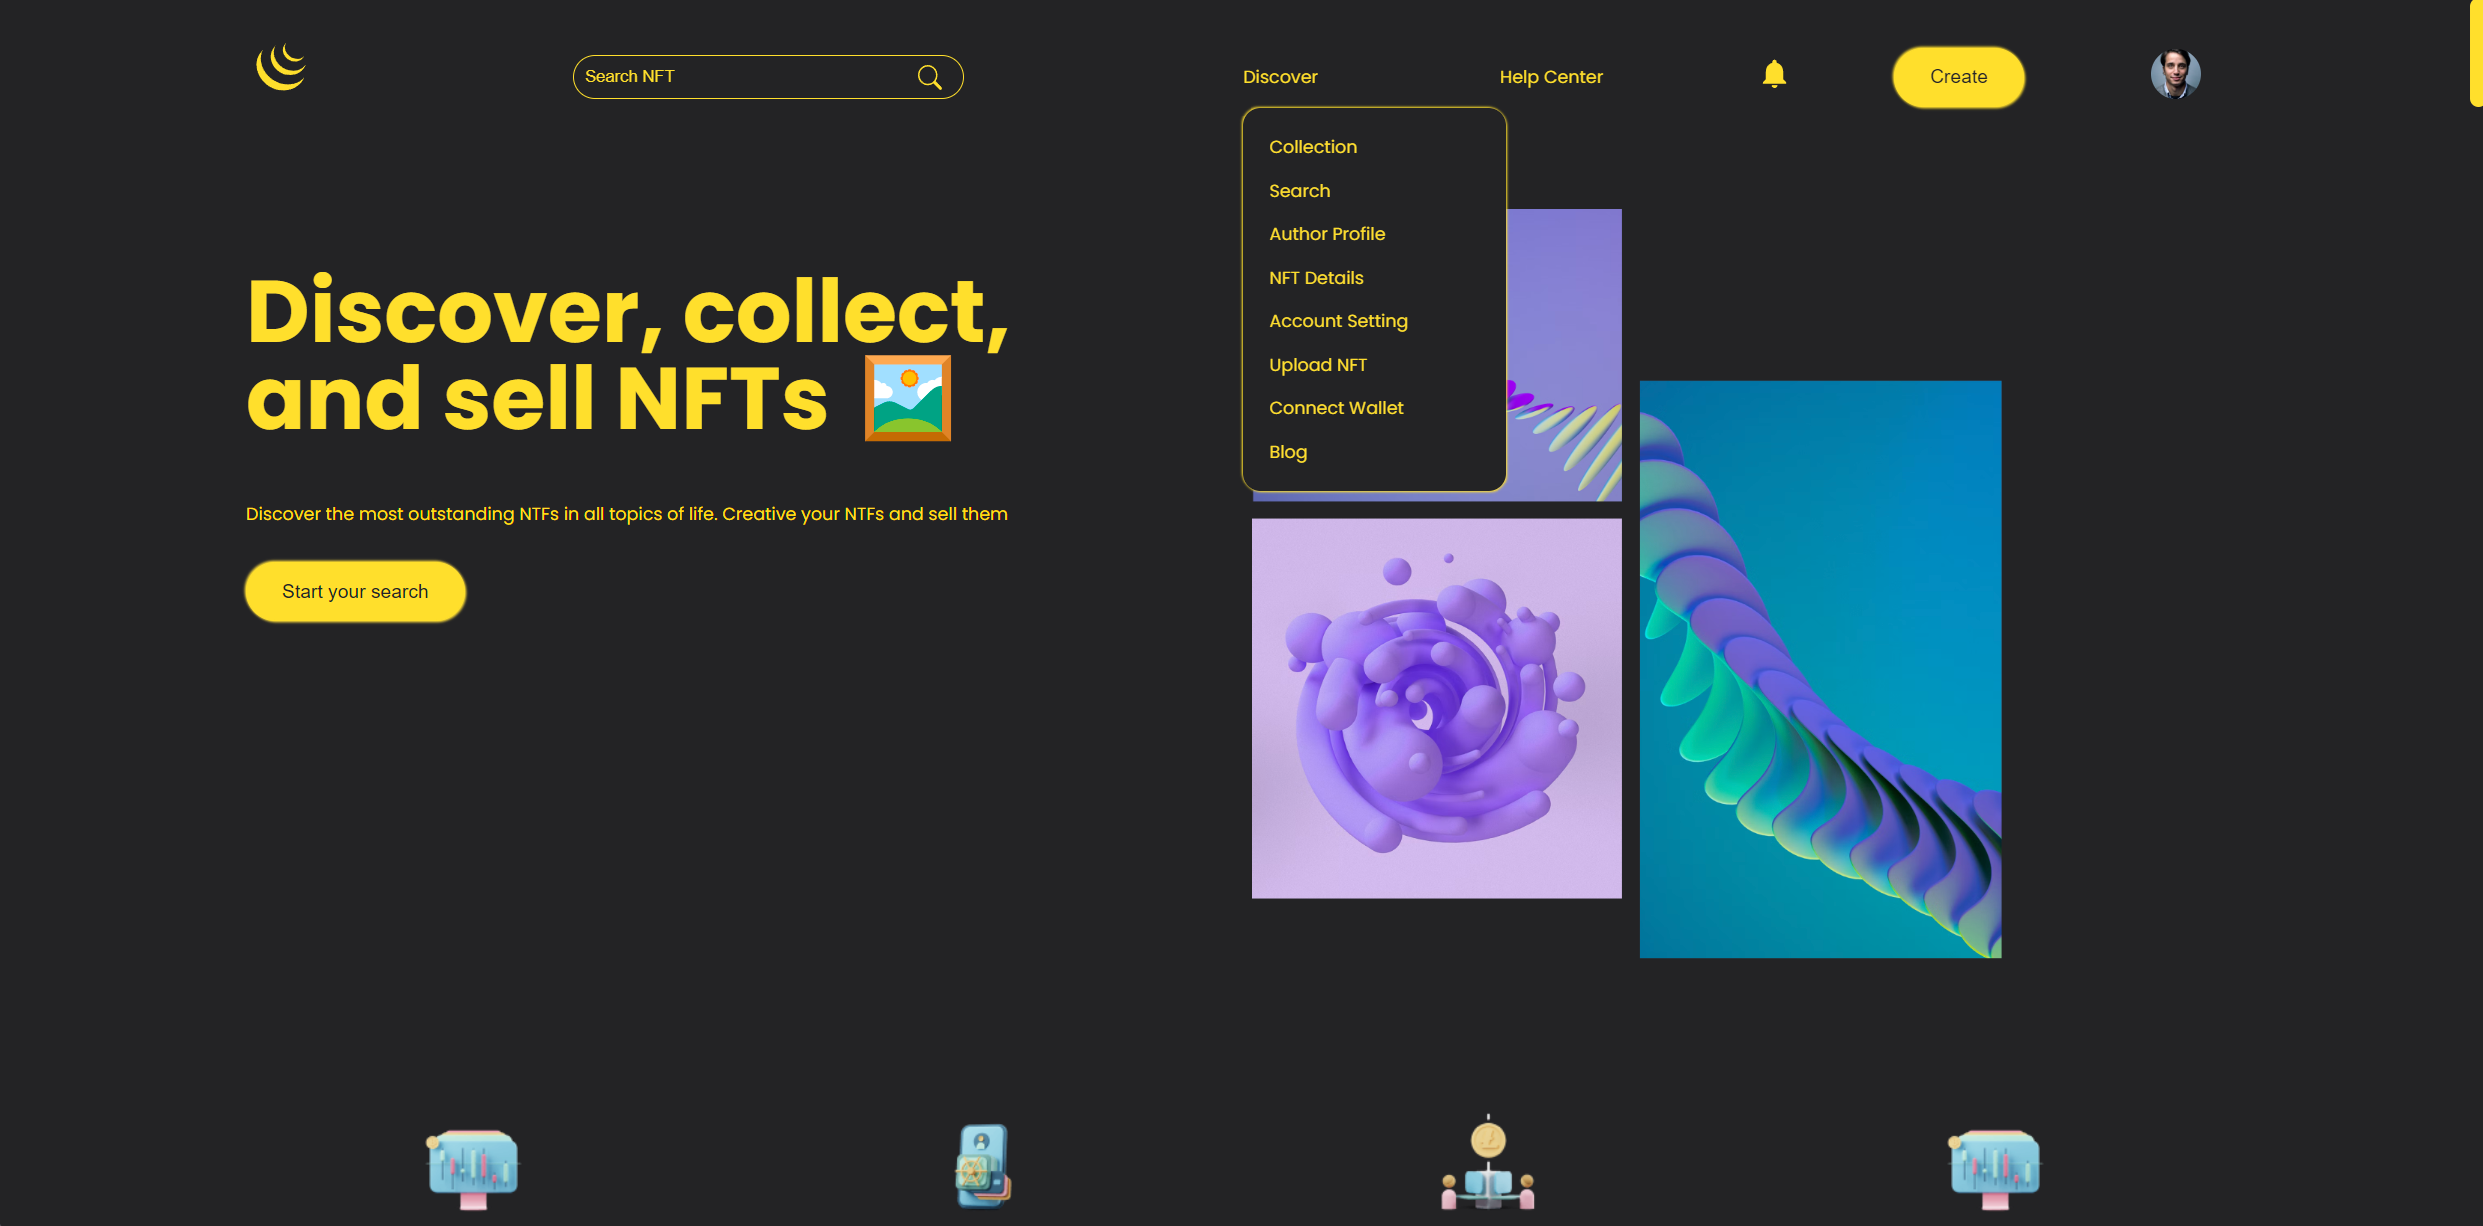 Search NFT
Discover
Help Center
Create
Collection
Search
Author Profile
NFT Details
Account Setting
Upload NFT
Connect Wallet
Blog
Discover, collect,
and sell NFTs 🖼️
Discover the most outstanding NTFs in all topics of life. Creative your NTFs and sell them
Start your search